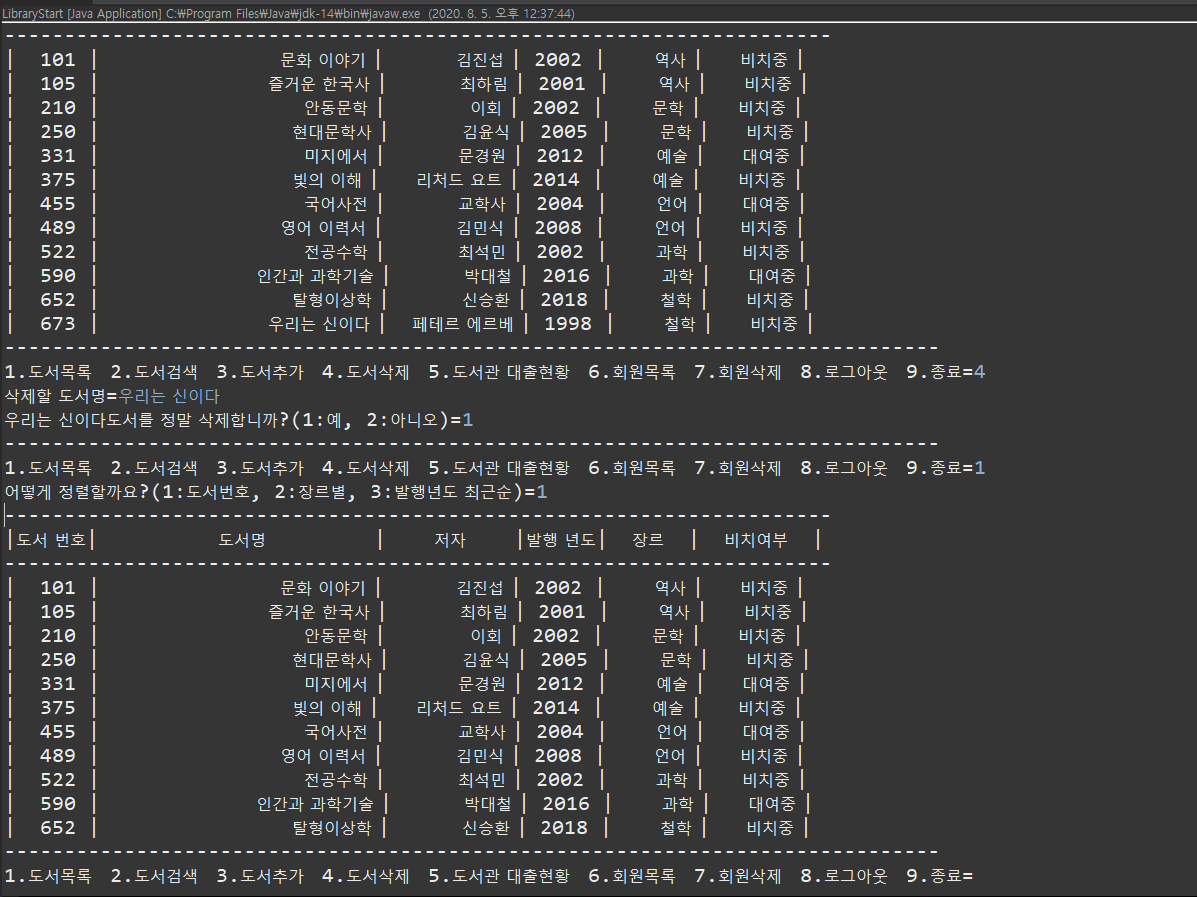 LibraryStart [Java Application] C:₩Program Files₩Java₩jdk-14₩bin₩javaw.exe (2020. 8. 5. 오후 12:37:44)
----------------------------------------------------------------------
| 101 | 문화 이야기 | 김진섭 | 2002 | 역사 | 비치중 |
| 105 | 즐거운 한국사 | 최하림 | 2001 | 역사 | 비치중 |
| 210 | 안동문학 | 이회 | 2002 | 문학 | 비치중 |
| 250 | 현대문학사 | 김윤식 | 2005 | 문학 | 비치중 |
| 331 | 미지에서 | 문경원 | 2012 | 예술 | 대여중 |
| 375 | 빛의 이해 | 리처드 요트 | 2014 | 예술 | 비치중 |
| 455 | 국어사전 | 교학사 | 2004 | 언어 | 대여중 |
| 489 | 영어 이력서 | 김민식 | 2008 | 언어 | 비치중 |
| 522 | 전공수학 | 최석민 | 2002 | 과학 | 비치중 |
| 590 | 인간과 과학기술 | 박대철 | 2016 | 과학 | 대여중 |
| 652 | 탈형이상학 | 신승환 | 2018 | 철학 | 비치중 |
| 673 | 우리는 신이다 | 페테르 에르베 | 1998 | 철학 | 비치중 |
-------------------------------------------------------------------------------
1.도서목록 2.도서검색 3.도서추가 4.도서삭제 5.도서관 대출현황 6.회원목록 7.회원삭제 8.로그아웃 9.종료=4
삭제할 도서명=우리는 신이다
우리는 신이다도서를 정말 삭제합니까?(1:예, 2:아니오)=1
-------------------------------------------------------------------------------
1.도서목록 2.도서검색 3.도서추가 4.도서삭제 5.도서관 대출현황 6.회원목록 7.회원삭제 8.로그아웃 9.종료=1
어떻게 정렬할까요?(1:도서번호, 2:장르별, 3:발행년도 최근순)=1
----------------------------------------------------------------------
|도서 번호| 도서명 | 저자 |발행 년도| 장르 | 비치여부 |
----------------------------------------------------------------------
| 101 | 문화 이야기 | 김진섭 | 2002 | 역사 | 비치중 |
| 105 | 즐거운 한국사 | 최하림 | 2001 | 역사 | 비치중 |
| 210 | 안동문학 | 이회 | 2002 | 문학 | 비치중 |
| 250 | 현대문학사 | 김윤식 | 2005 | 문학 | 비치중 |
| 331 | 미지에서 | 문경원 | 2012 | 예술 | 대여중 |
| 375 | 빛의 이해 | 리처드 요트 | 2014 | 예술 | 비치중 |
| 455 | 국어사전 | 교학사 | 2004 | 언어 | 대여중 |
| 489 | 영어 이력서 | 김민식 | 2008 | 언어 | 비치중 |
| 522 | 전공수학 | 최석민 | 2002 | 과학 | 비치중 |
| 590 | 인간과 과학기술 | 박대철 | 2016 | 과학 | 대여중 |
| 652 | 탈형이상학 | 신승환 | 2018 | 철학 | 비치중 |
-------------------------------------------------------------------------------
1.도서목록 2.도서검색 3.도서추가 4.도서삭제 5.도서관 대출현황 6.회원목록 7.회원삭제 8.로그아웃 9.종료=